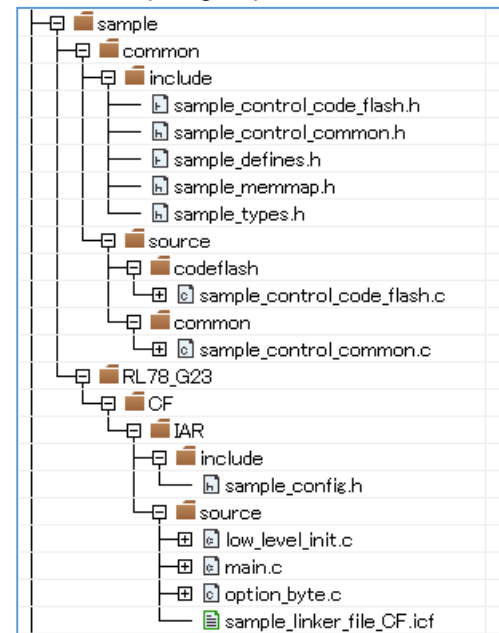 sample
common
include
sample_control_code_flash.h
sample_control_common.h
sample_defines.h
sample_memmap.h
sample_types.h
source
codeflash
sample_control_code_flash.c
common
sample_control_common.c
RL78_G23
CF
IAR
include
sample_config.h
source
low_level_init.c
main.c
option_byte.c
sample_linker_file_CF.icf